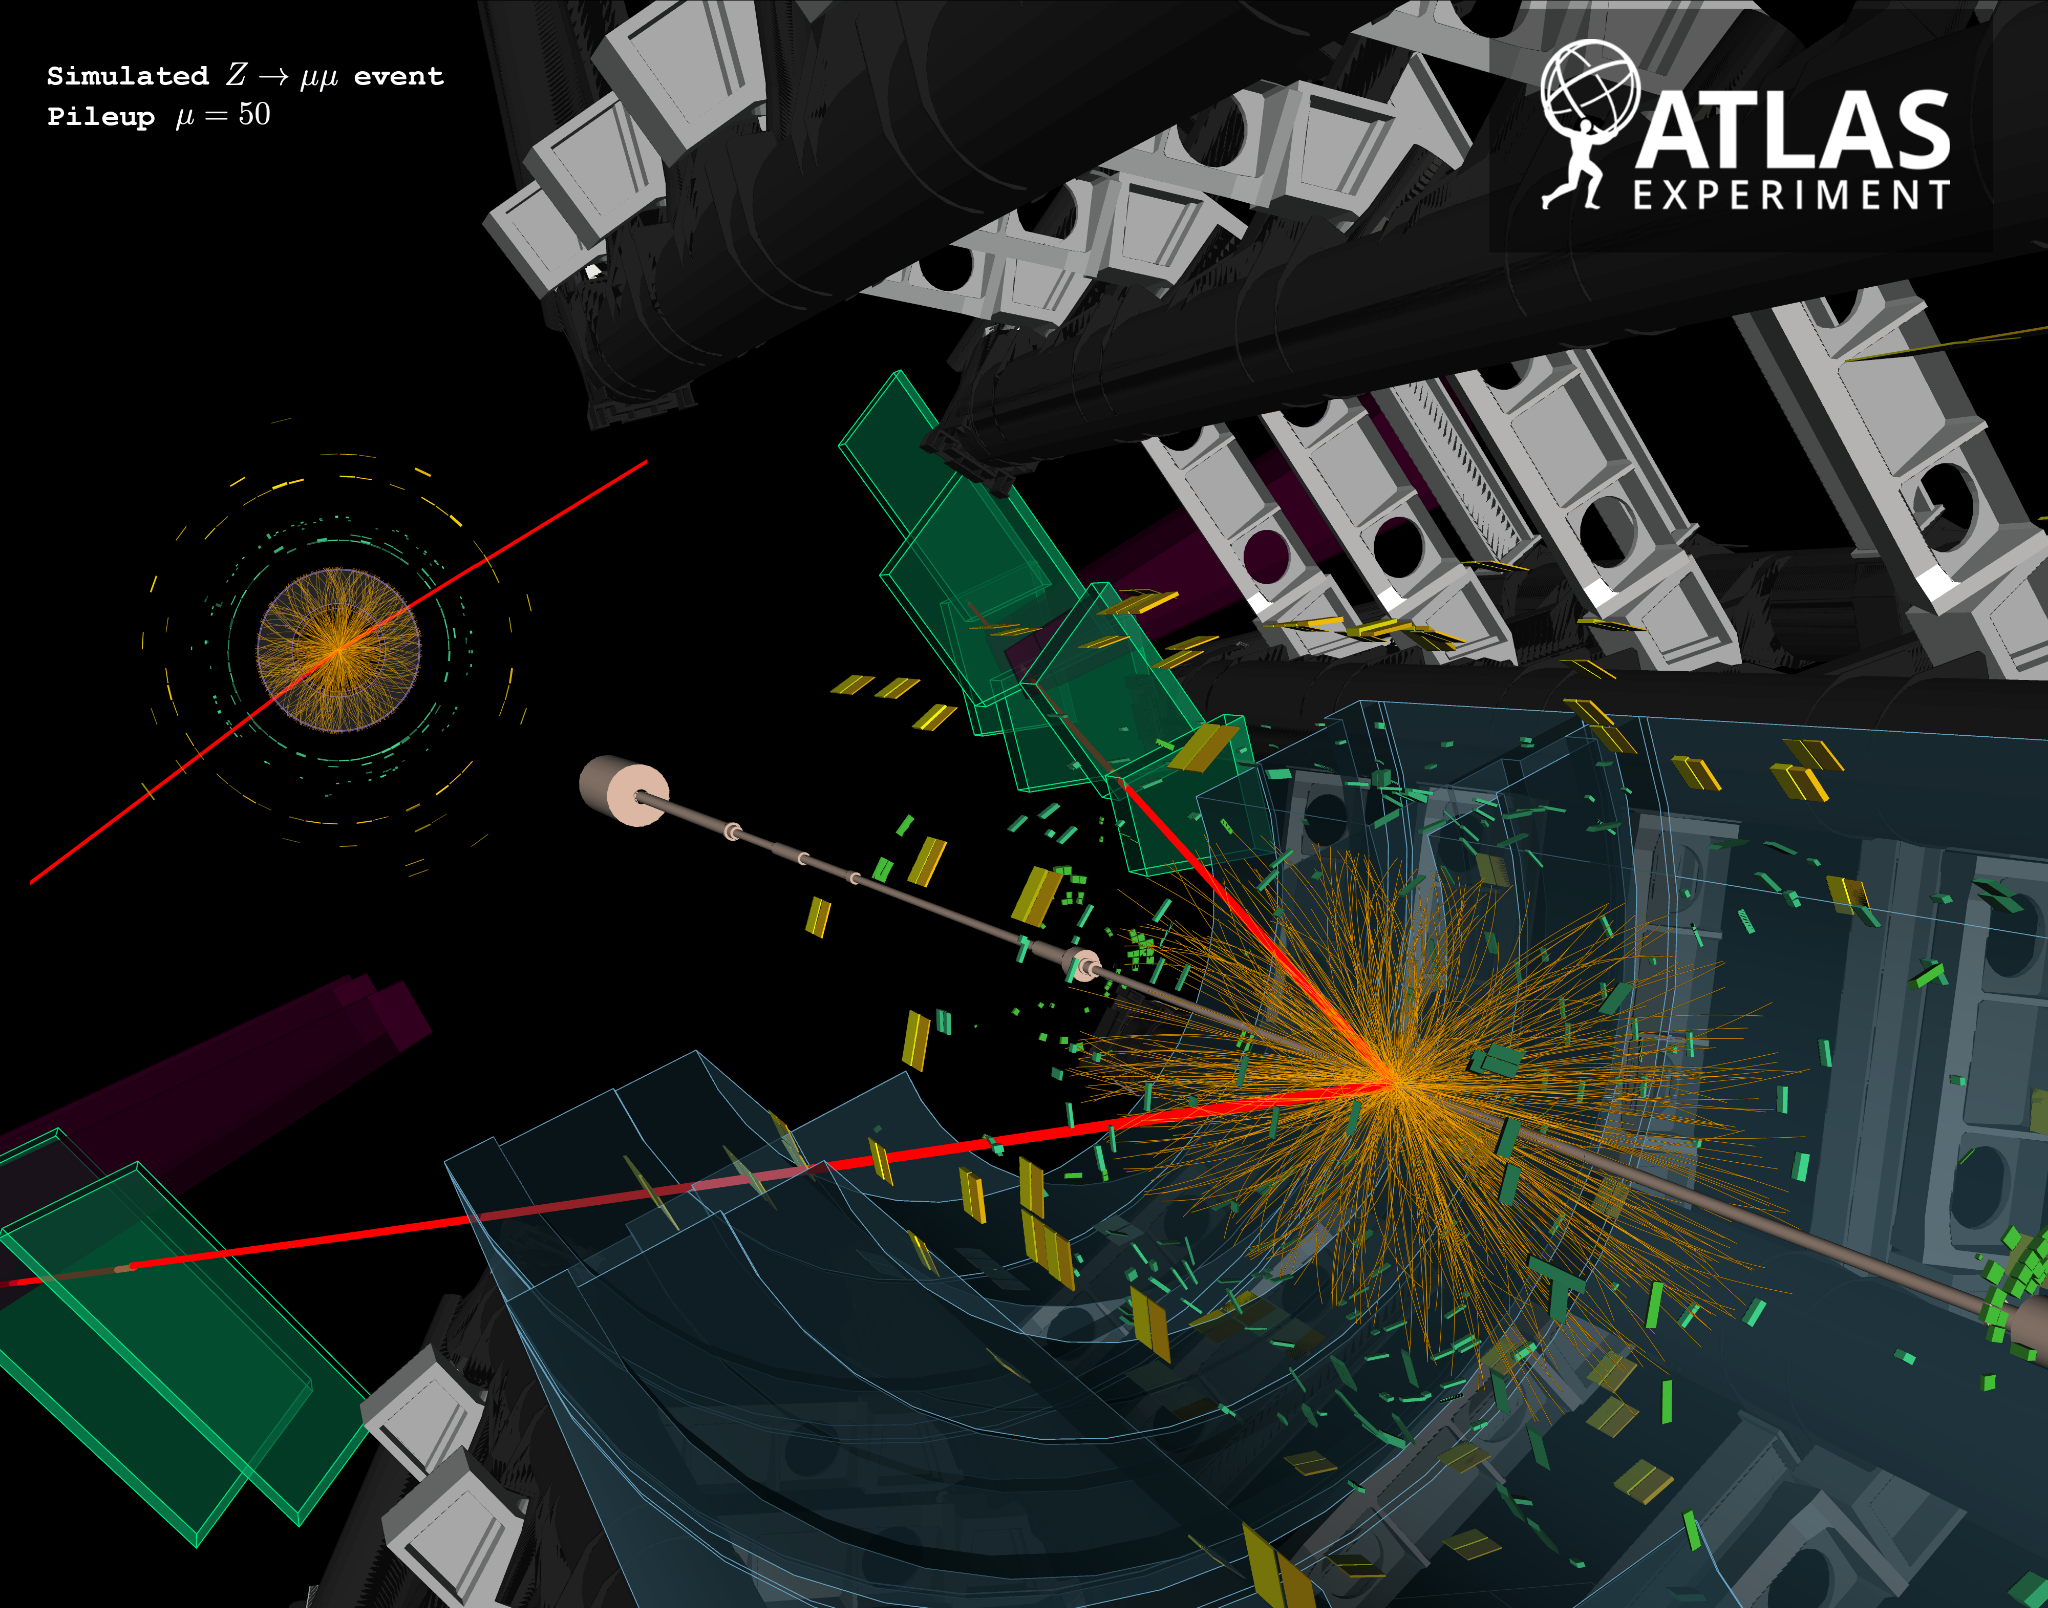 Simulated Z → μμ event
Pileup μ = 50
ATLAS
EXPERIMENT